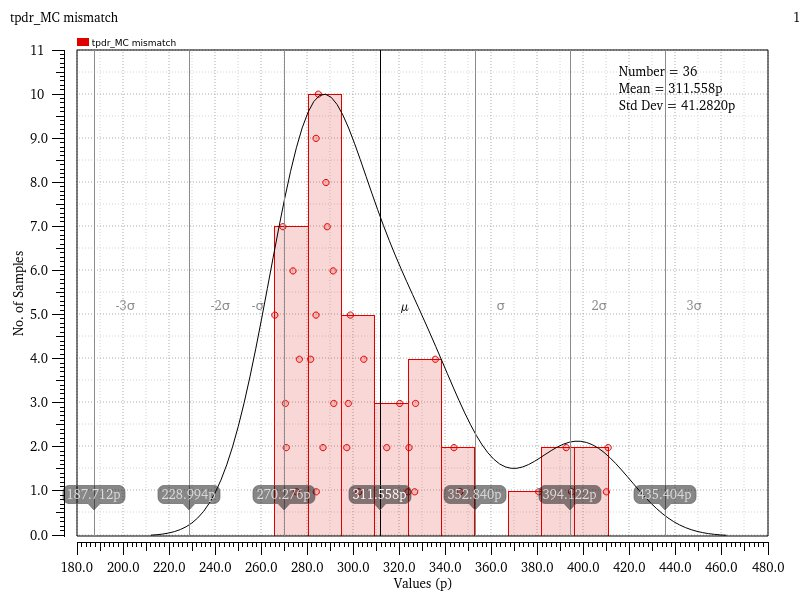 tpdr_MC mismatch 1
tpdr_MC mismatch
Number = 36
Mean = 311.558p
Std Dev = 41.2820p
No. of Samples
11
10
9.0
8.0
7.0
6.0
5.0
4.0
3.0
2.0
1.0
0.0
-3σ -2σ -σ μ σ 2σ 3σ
187.712p 228.994p 270.276p 311.558p 352.840p 394.122p 435.404p
180.0 200.0 220.0 240.0 260.0 280.0 300.0 320.0 340.0 360.0 380.0 400.0 420.0 440.0 460.0 480.0
Values (p)